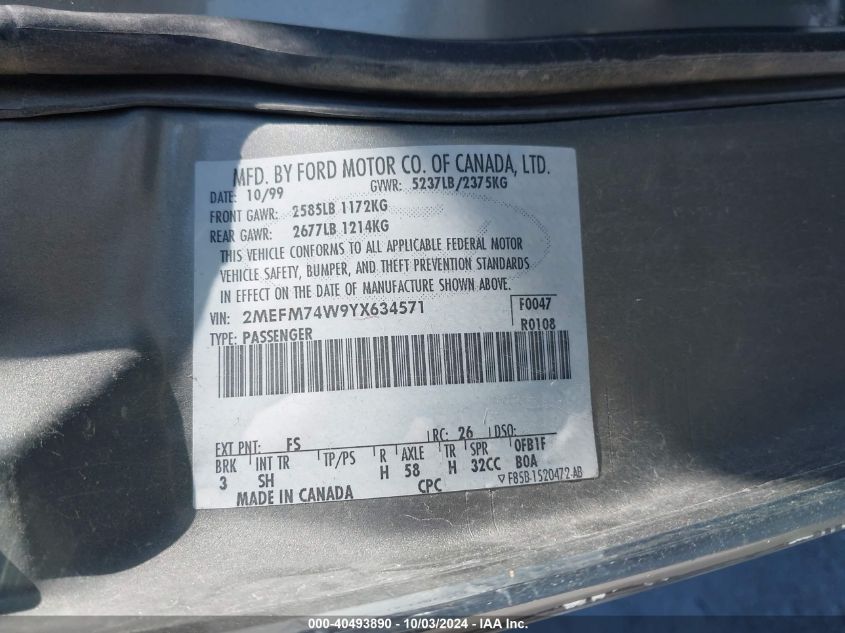 MFD. BY FORD MOTOR CO. OF CANADA, LTD.
DATE: 10/99 GVWR: 5237LB/2375KG
FRONT GAWR: 2585LB 1172KG
REAR GAWR: 2677LB 1214KG
THIS VEHICLE CONFORMS TO ALL APPLICABLE FEDERAL MOTOR
VEHICLE SAFETY, BUMPER, AND THEFT PREVENTION STANDARDS
IN EFFECT ON THE DATE OF MANUFACTURE SHOWN ABOVE.
VIN: 2MEFM74W9YX634571 F0047
TYPE: PASSENGER R0108
EXT PNT: FS RC: 26 DSO:
BRK INT TR TP/PS R AXLE TR SPR OFB1F
3 SH H 58 H 32CC BOA
MADE IN CANADA CPC ▽F85B-1520472-AB
000-40493890 - 10/03/2024 - IAA Inc.